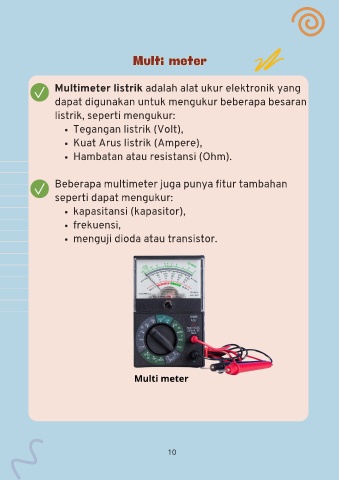 Multi meter
Multimeter listrik adalah alat ukur elektronik yang
dapat digunakan untuk mengukur beberapa besaran
listrik, seperti mengukur:
• Tegangan listrik (Volt),
• Kuat Arus listrik (Ampere),
• Hambatan atau resistansi (Ohm).
Beberapa multimeter juga punya fitur tambahan
seperti dapat mengukur:
• kapasitansi (kapasitor),
• frekuensi,
• menguji dioda atau transistor.
Multi meter
10